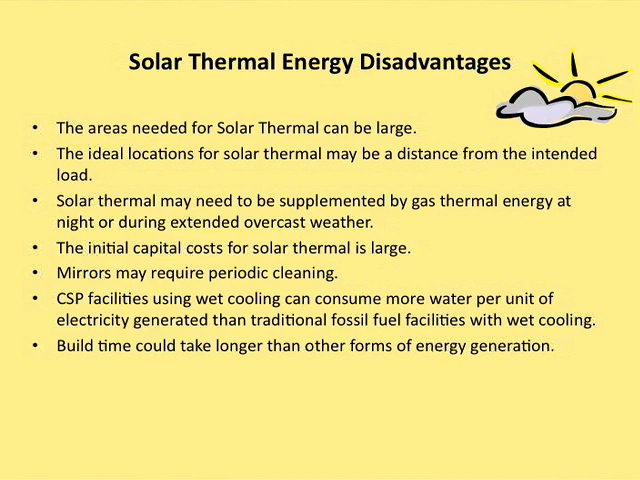 Solar Thermal Energy Disadvantages
• The areas needed for Solar Thermal can be large.
• The ideal locations for solar thermal may be a distance from the intended
load.
• Solar thermal may need to be supplemented by gas thermal energy at
night or during extended overcast weather.
• The initial capital costs for solar thermal is large.
• Mirrors may require periodic cleaning.
• CSP facilities using wet cooling can consume more water per unit of
electricity generated than traditional fossil fuel facilities with wet cooling.
• Build time could take longer than other forms of energy generation.